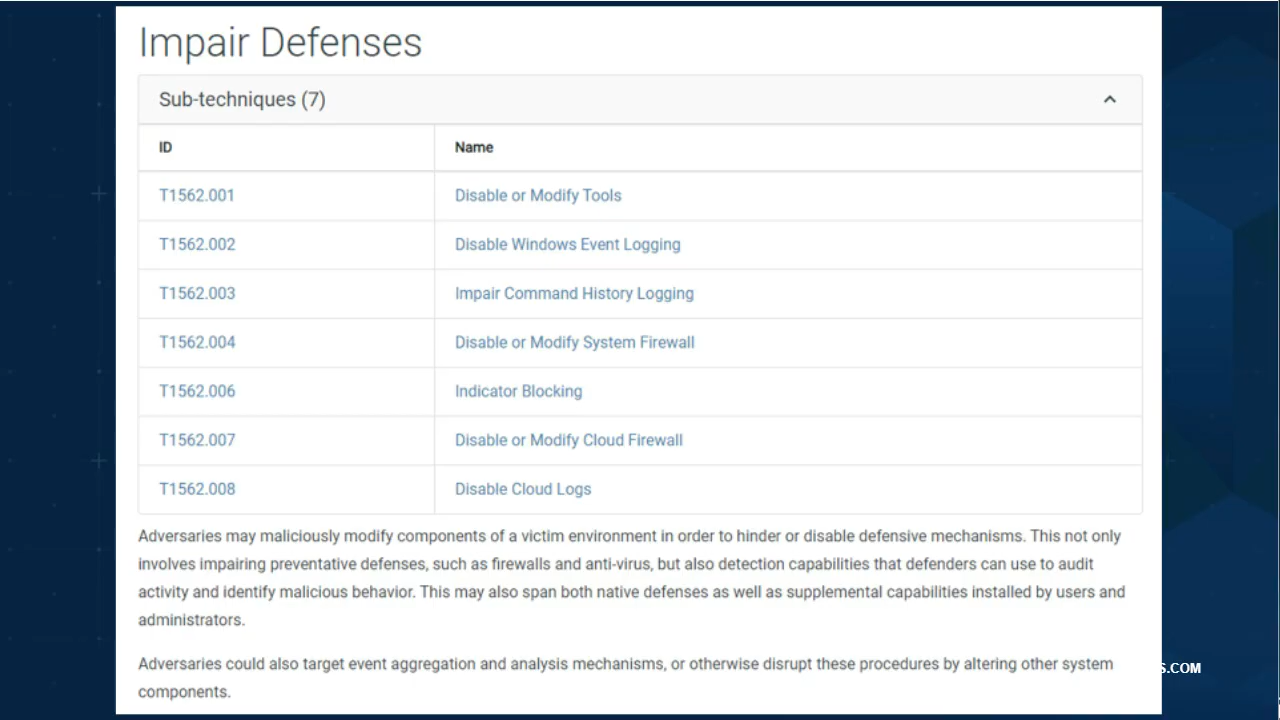 Impair Defenses
Sub-techniques (7)
ID Name
T1562.001 Disable or Modify Tools
T1562.002 Disable Windows Event Logging
T1562.003 Impair Command History Logging
T1562.004 Disable or Modify System Firewall
T1562.006 Indicator Blocking
T1562.007 Disable or Modify Cloud Firewall
T1562.008 Disable Cloud Logs
Adversaries may maliciously modify components of a victim environment in order to hinder or disable defensive mechanisms. This not only
involves impairing preventative defenses, such as firewalls and anti-virus, but also detection capabilities that defenders can use to audit
activity and identify malicious behavior. This may also span both native defenses as well as supplemental capabilities installed by users and
administrators.
Adversaries could also target event aggregation and analysis mechanisms, or otherwise disrupt these procedures by altering other system
components.
S.COM